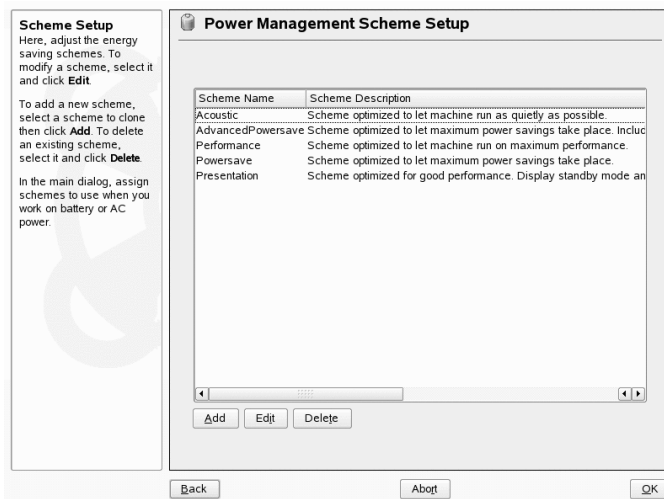 Scheme Setup
Here, adjust the energy
saving schemes. To
modify a scheme, select it
and click Edit.
To add a new scheme,
select a scheme to clone
then click Add. To delete
an existing scheme,
select it and click Delete.
In the main dialog, assign
schemes to use when you
work on battery or AC
power.
Power Management Scheme Setup
Scheme Name Scheme Description
Acoustic Scheme optimized to let machine run as quietly as possible.
AdvancedPowersave Scheme optimized to let maximum power savings take place. Includ
Performance Scheme optimized to let machine run on maximum performance.
Powersave Scheme optimized to let maximum power savings take place.
Presentation Scheme optimized for good performance. Display standby mode an
Add Edit Delete
Back Abort OK